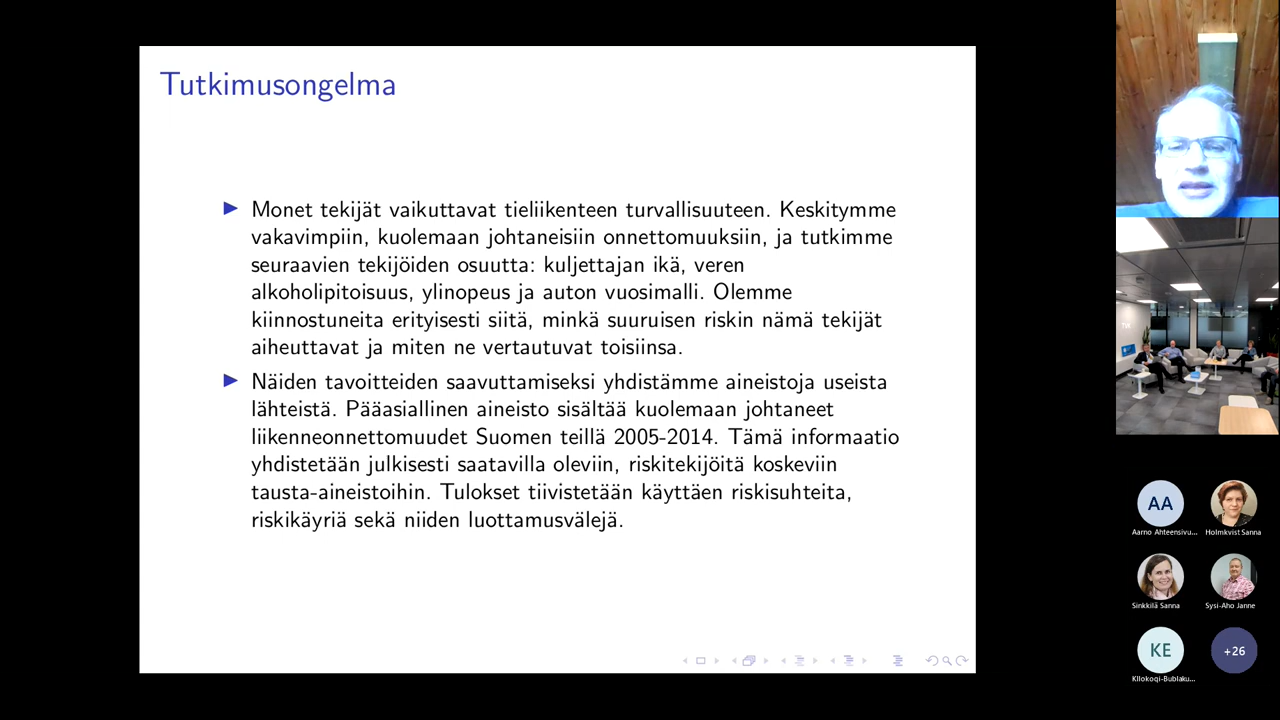 Tutkimusongelma
Monet tekijät vaikuttavat tieliikenteen turvallisuuteen. Keskitymme
vakavimpiin, kuolemaan johtaneisiin onnettomuuksiin, ja tutkimme
seuraavien tekijöiden osuutta: kuljettajan ikä, veren
alkoholipitoisuus, ylinopeus ja auton vuosimalli. Olemme
kiinnostuneita erityisesti siitä, minkä suuruisen riskin nämä tekijät
aiheuttavat ja miten ne vertautuvat toisiinsa.
Näiden tavoitteiden saavuttamiseksi yhdistämme aineistoja useista
lähteistä. Pääasiallinen aineisto sisältää kuolemaan johtaneet
liikenneonnettomuudet Suomen teillä 2005-2014. Tämä informaatio
yhdistetään julkisesti saatavilla oleviin, riskitekijöitä koskeviin
tausta-aineistoihin. Tulokset tiivistetään käyttäen riskisuhteita,
riskikäyriä sekä niiden luottamusvälejä.
AA
Aarno Ahteensivu...
Holmkvist Sanna
Sinkkilä Sanna
Sysi-Aho Janne
KE
Kllokoqi-Bublaku...
+26